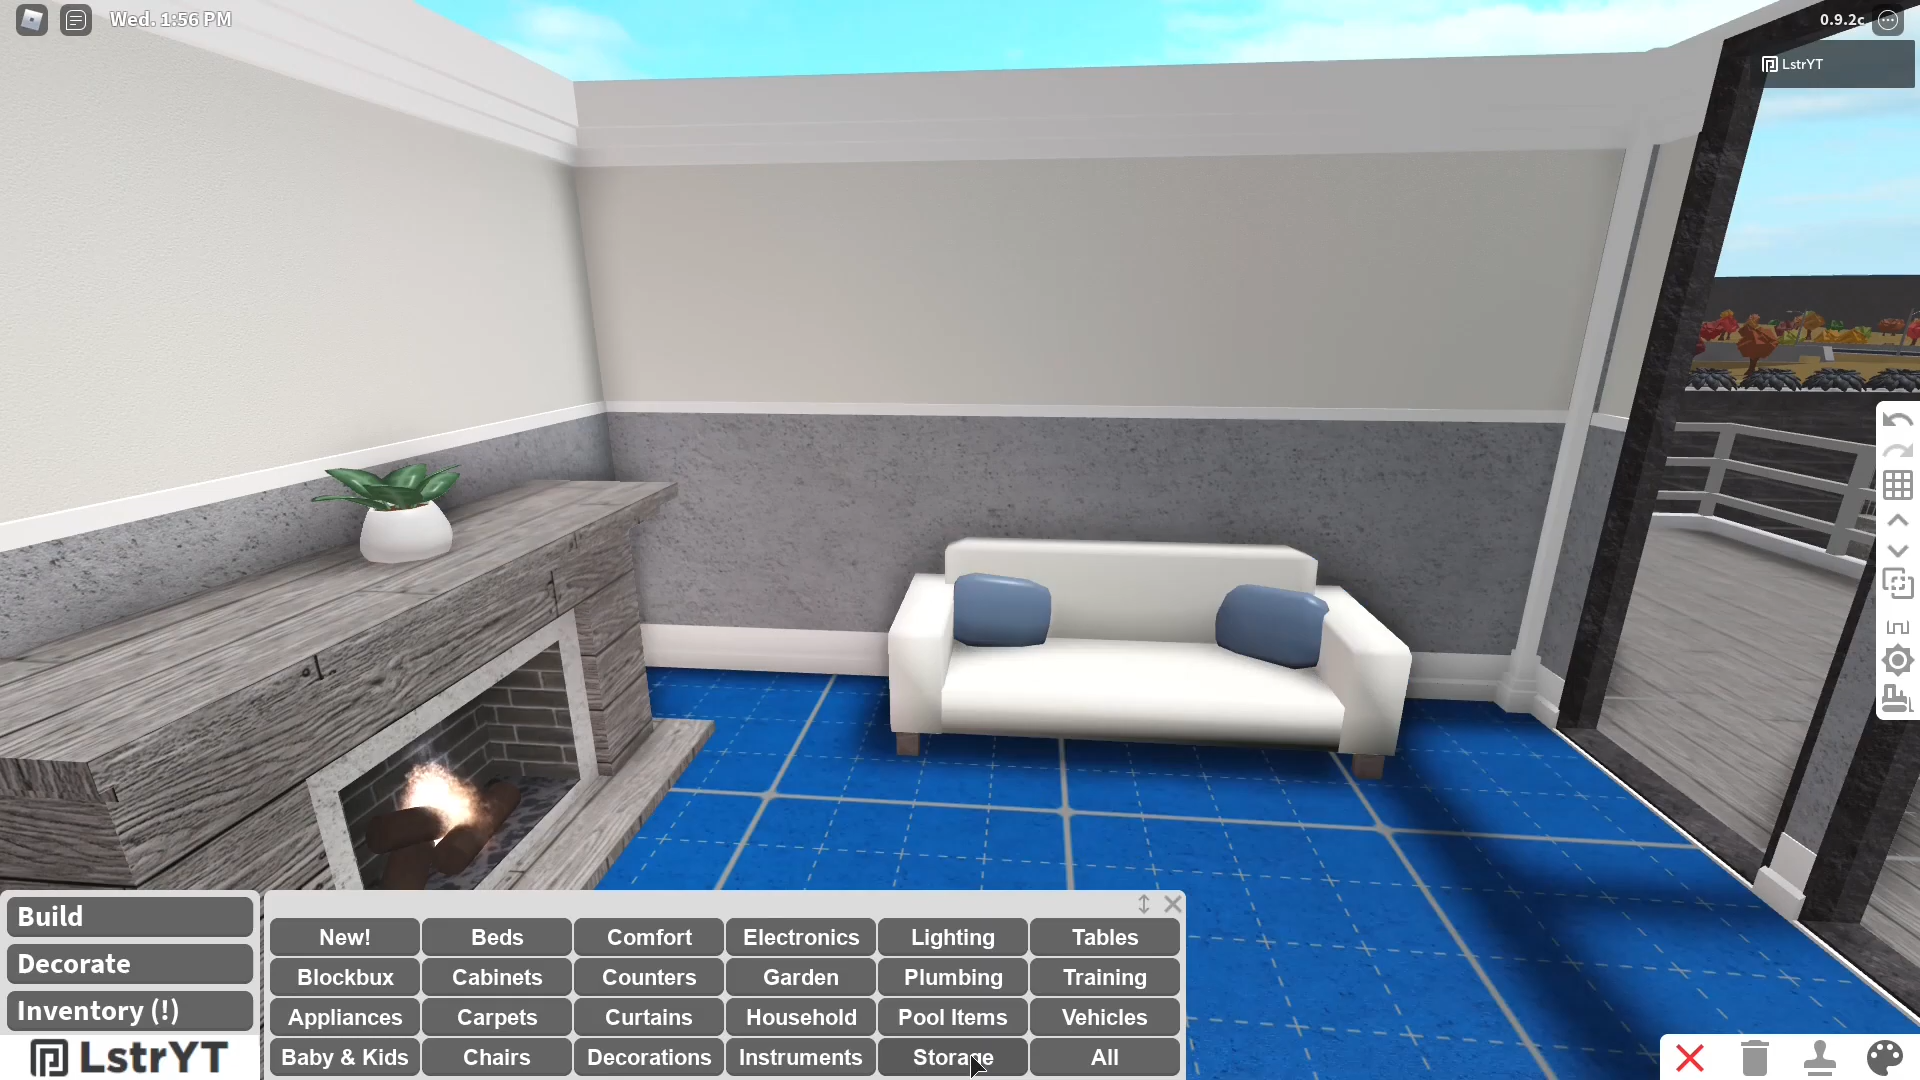 Wed. 1:56 PM
0.9.2c
LstrYT
Build
Decorate
Inventory (!)
LstrYT
New!
Beds
Comfort
Electronics
Lighting
Tables
Blockbux
Cabinets
Counters
Garden
Plumbing
Training
Appliances
Carpets
Curtains
Household
Pool Items
Vehicles
Baby & Kids
Chairs
Decorations
Instruments
Storage
All